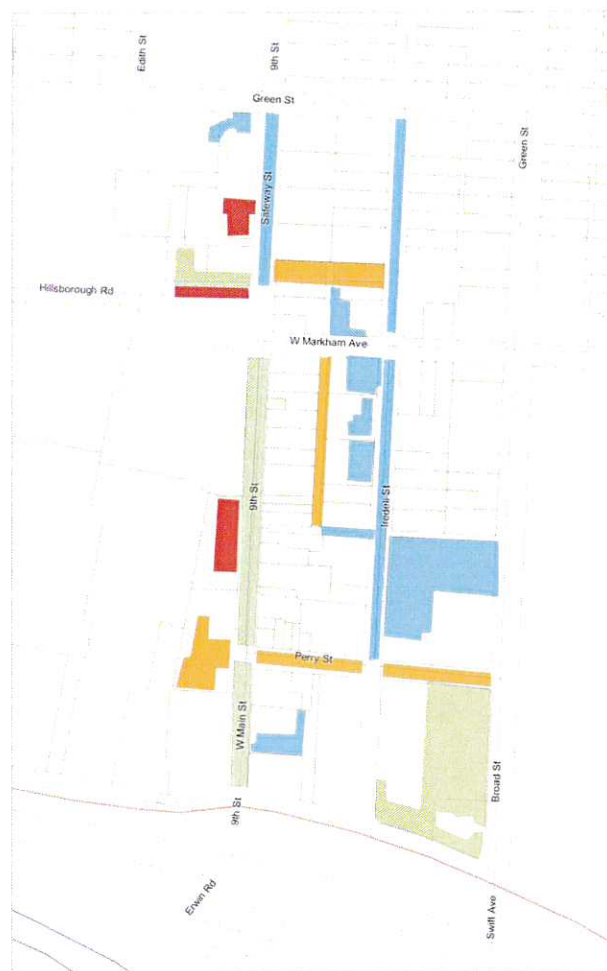 Edith St
9th St
Green St
Green St
Safeway St
Hillsborough Rd
W Markham Ave
9th St
Iredell St
Perry St
W Main St
Broad St
9th St
Erwin Rd
Swift Ave